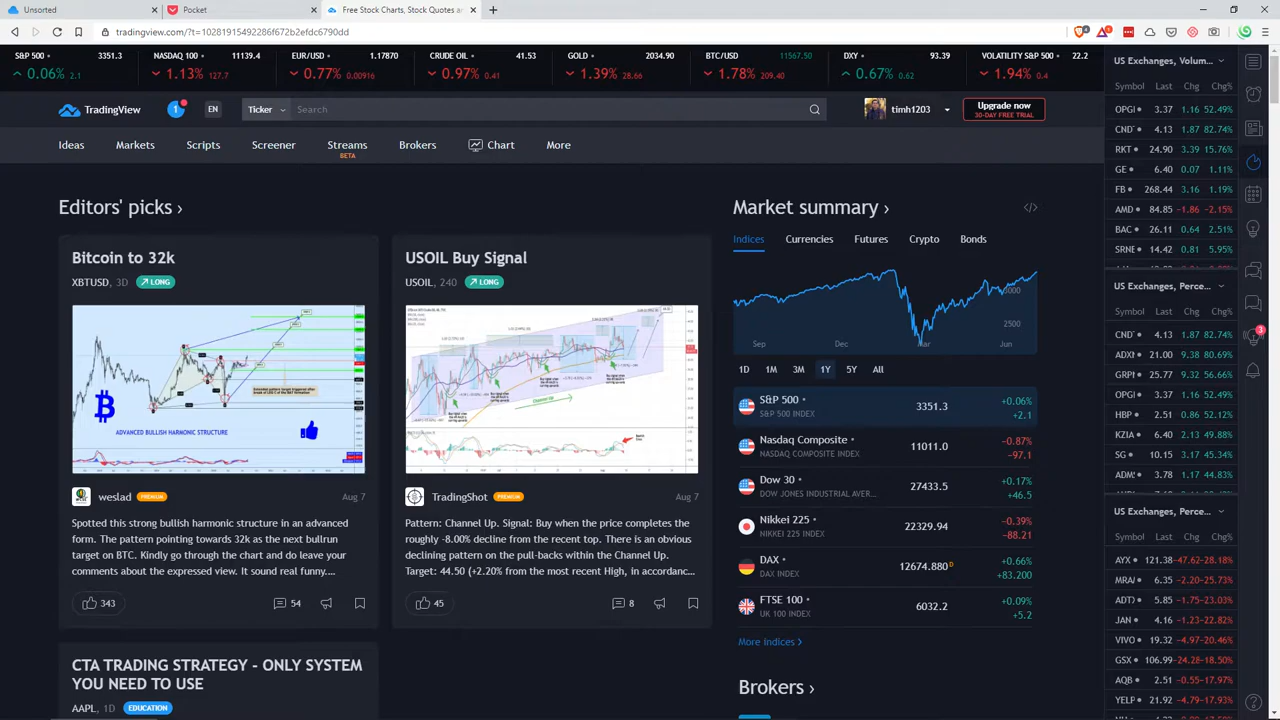 Unsorted
Pocket
Free Stock Charts, Stock Quotes a
tradingview.com/?t=10281915492286f672b2efdc6790dd
S&P 500 3351.3
0.06% 2.1
NASDAQ 100 11139.4
1.13% 127.7
EUR/USD 1.17870
0.77% 0.00916
CRUDE OIL 41.53
0.97% 0.41
GOLD 2034.90
1.39% 28.66
BTC/USD 11567.50
1.78% 209.40
DXY 93.39
0.67% 0.62
VOLATILITY S&P 500 22.2
1.94% 0.4
TradingView
1
EN
Ticker
Search
timh1203
Upgrade now
30-DAY FREE TRIAL
Ideas
Markets
Scripts
Screener
Streams
BETA
Brokers
Chart
More
Editors' picks ›
Bitcoin to 32k
XBTUSD, 3D LONG
ADVANCED BULLISH HARMONIC STRUCTURE
weslad PREMIUM Aug 7
Spotted this strong bullish harmonic structure in an advanced
form. The pattern pointing towards 32k as the next bullrun
target on BTC. Kindly go through the chart and do leave your
comments about the expressed view. It sound real funny....
343 54
USOIL Buy Signal
USOIL, 240 LONG
TradingShot PREMIUM Aug 7
Pattern: Channel Up. Signal: Buy when the price completes the
roughly -8.00% decline from the recent top. There is an obvious
declining pattern on the pull-backs within the Channel Up.
Target: 44.50 (+2.20% from the most recent High, in accordanc...
45 8
CTA TRADING STRATEGY - ONLY SYSTEM
YOU NEED TO USE
AAPL, 1D EDUCATION
Market summary ›
Indices Currencies Futures Crypto Bonds
3000
2500
Sep Dec Mar Jun
1D 1M 3M 1Y 5Y All
S&P 500 3351.3 +0.06%
S&P 500 INDEX +2.1
Nasdaq Composite 11011.0 −0.87%
NASDAQ COMPOSITE INDEX −97.1
Dow 30 27433.5 +0.17%
DOW JONES INDUSTRIAL AVER... +46.5
Nikkei 225 22329.94 −0.39%
NIKKEI 225 INDEX −88.21
DAX 12674.880 D +0.66%
DAX INDEX +83.200
FTSE 100 6032.2 +0.09%
UK 100 INDEX +5.2
More indices ›
Brokers ›
US Exchanges, Volum...
Symbol Last Chg Chg%
OPGI 3.37 1.16 52.49%
CND 4.13 1.87 82.74%
RKT 24.90 3.39 15.76%
GE 6.40 0.07 1.11%
FB 268.44 3.16 1.19%
AMD 84.85 −1.86 −2.15%
BAC 26.11 0.64 2.51%
SRNE 14.42 0.81 5.95%
US Exchanges, Perce...
Symbol Last Chg Chg%
CND 4.13 1.87 82.74%
21.00 9.38 80.69%
25.77 9.32 56.66%
OPGI 3.37 1.16 52.49%
HBP 2.51 0.86 52.12%
KZIA 6.40 2.13 49.88%
SG 10.15 3.17 45.34%
3.78 1.17 44.83%
US Exchanges, Perce...
Symbol Last Chg Chg%
AYX 121.38 −47.62 −28.18%
6.35 −2.20 −25.73%
5.85 −1.75 −23.03%
JAN 4.16 −1.23 −22.82%
VIVO 19.32 −4.97 −20.46%
GSX 106.99 −24.28 −18.50%
AQB 2.51 −0.55 −17.97%
YELP 21.92 −4.79 −17.93%
3